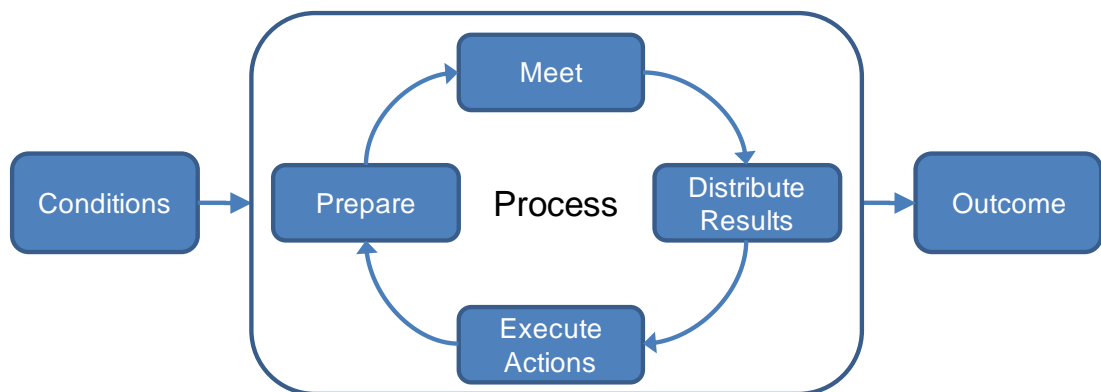 Meet
Conditions
Prepare
Process
Distribute
Results
Outcome
Execute
Actions